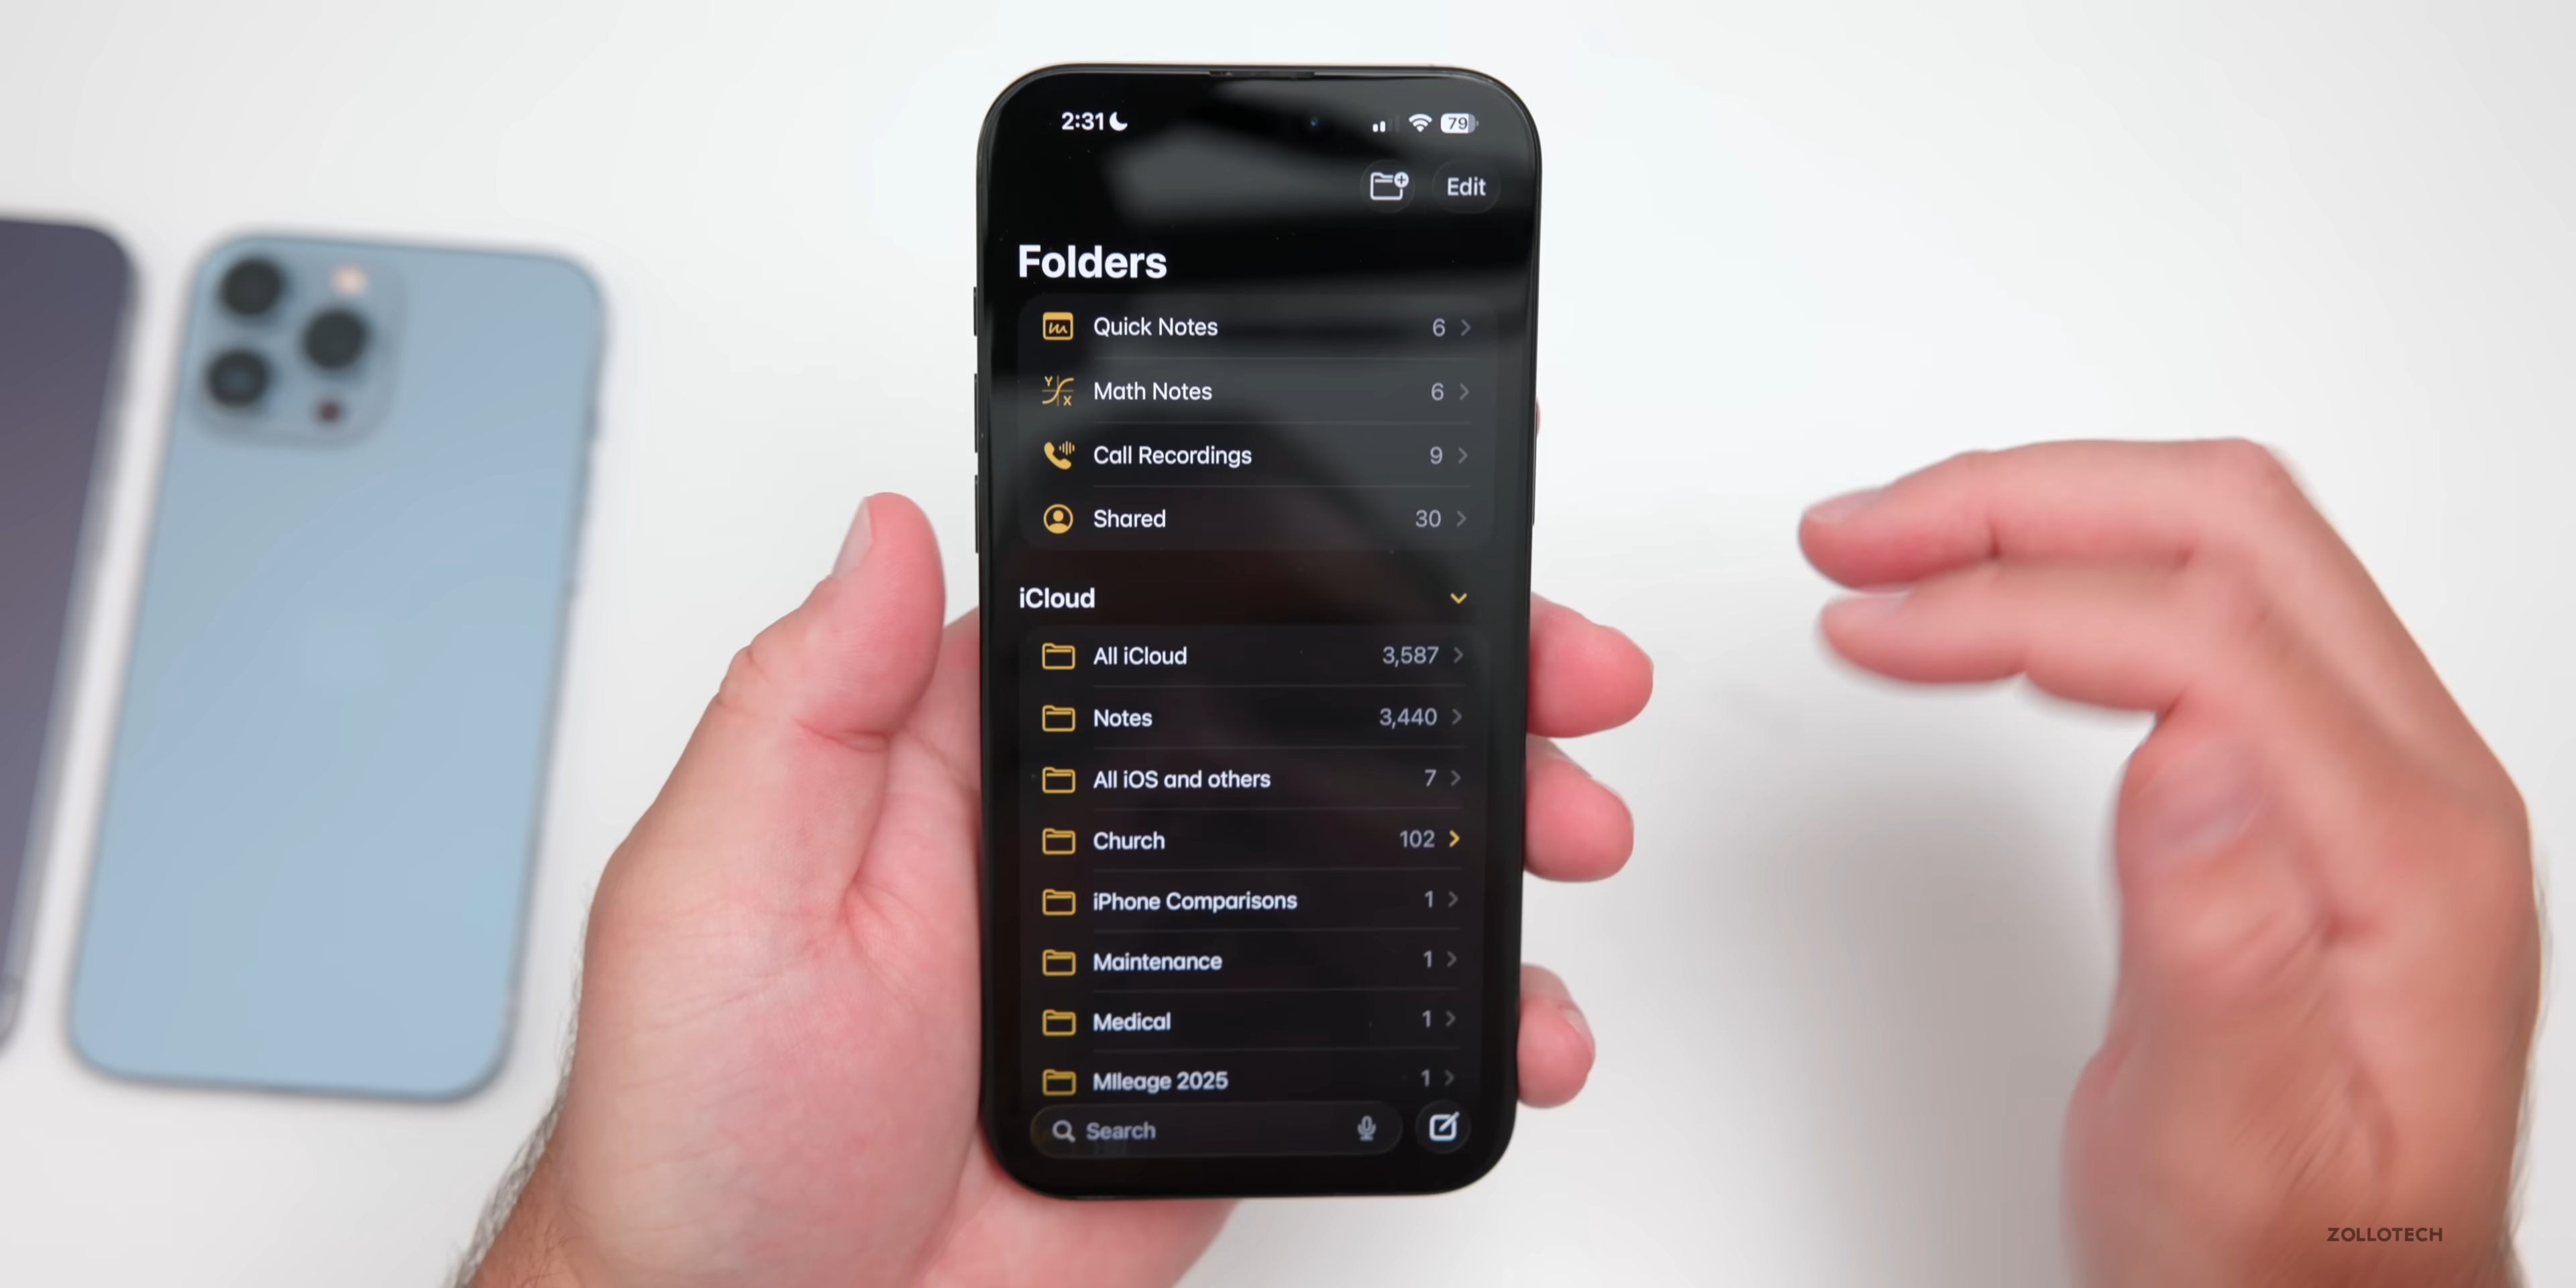 2:31 79
Edit
Folders
Quick Notes 6
Math Notes 6
Call Recordings 9
Shared 30
iCloud
All iCloud 3,587
Notes 3,440
All iOS and others 7
Church 102
iPhone Comparisons 1
Maintenance 1
Medical 1
MIleage 2025 1
Search
ZOLLOTECH